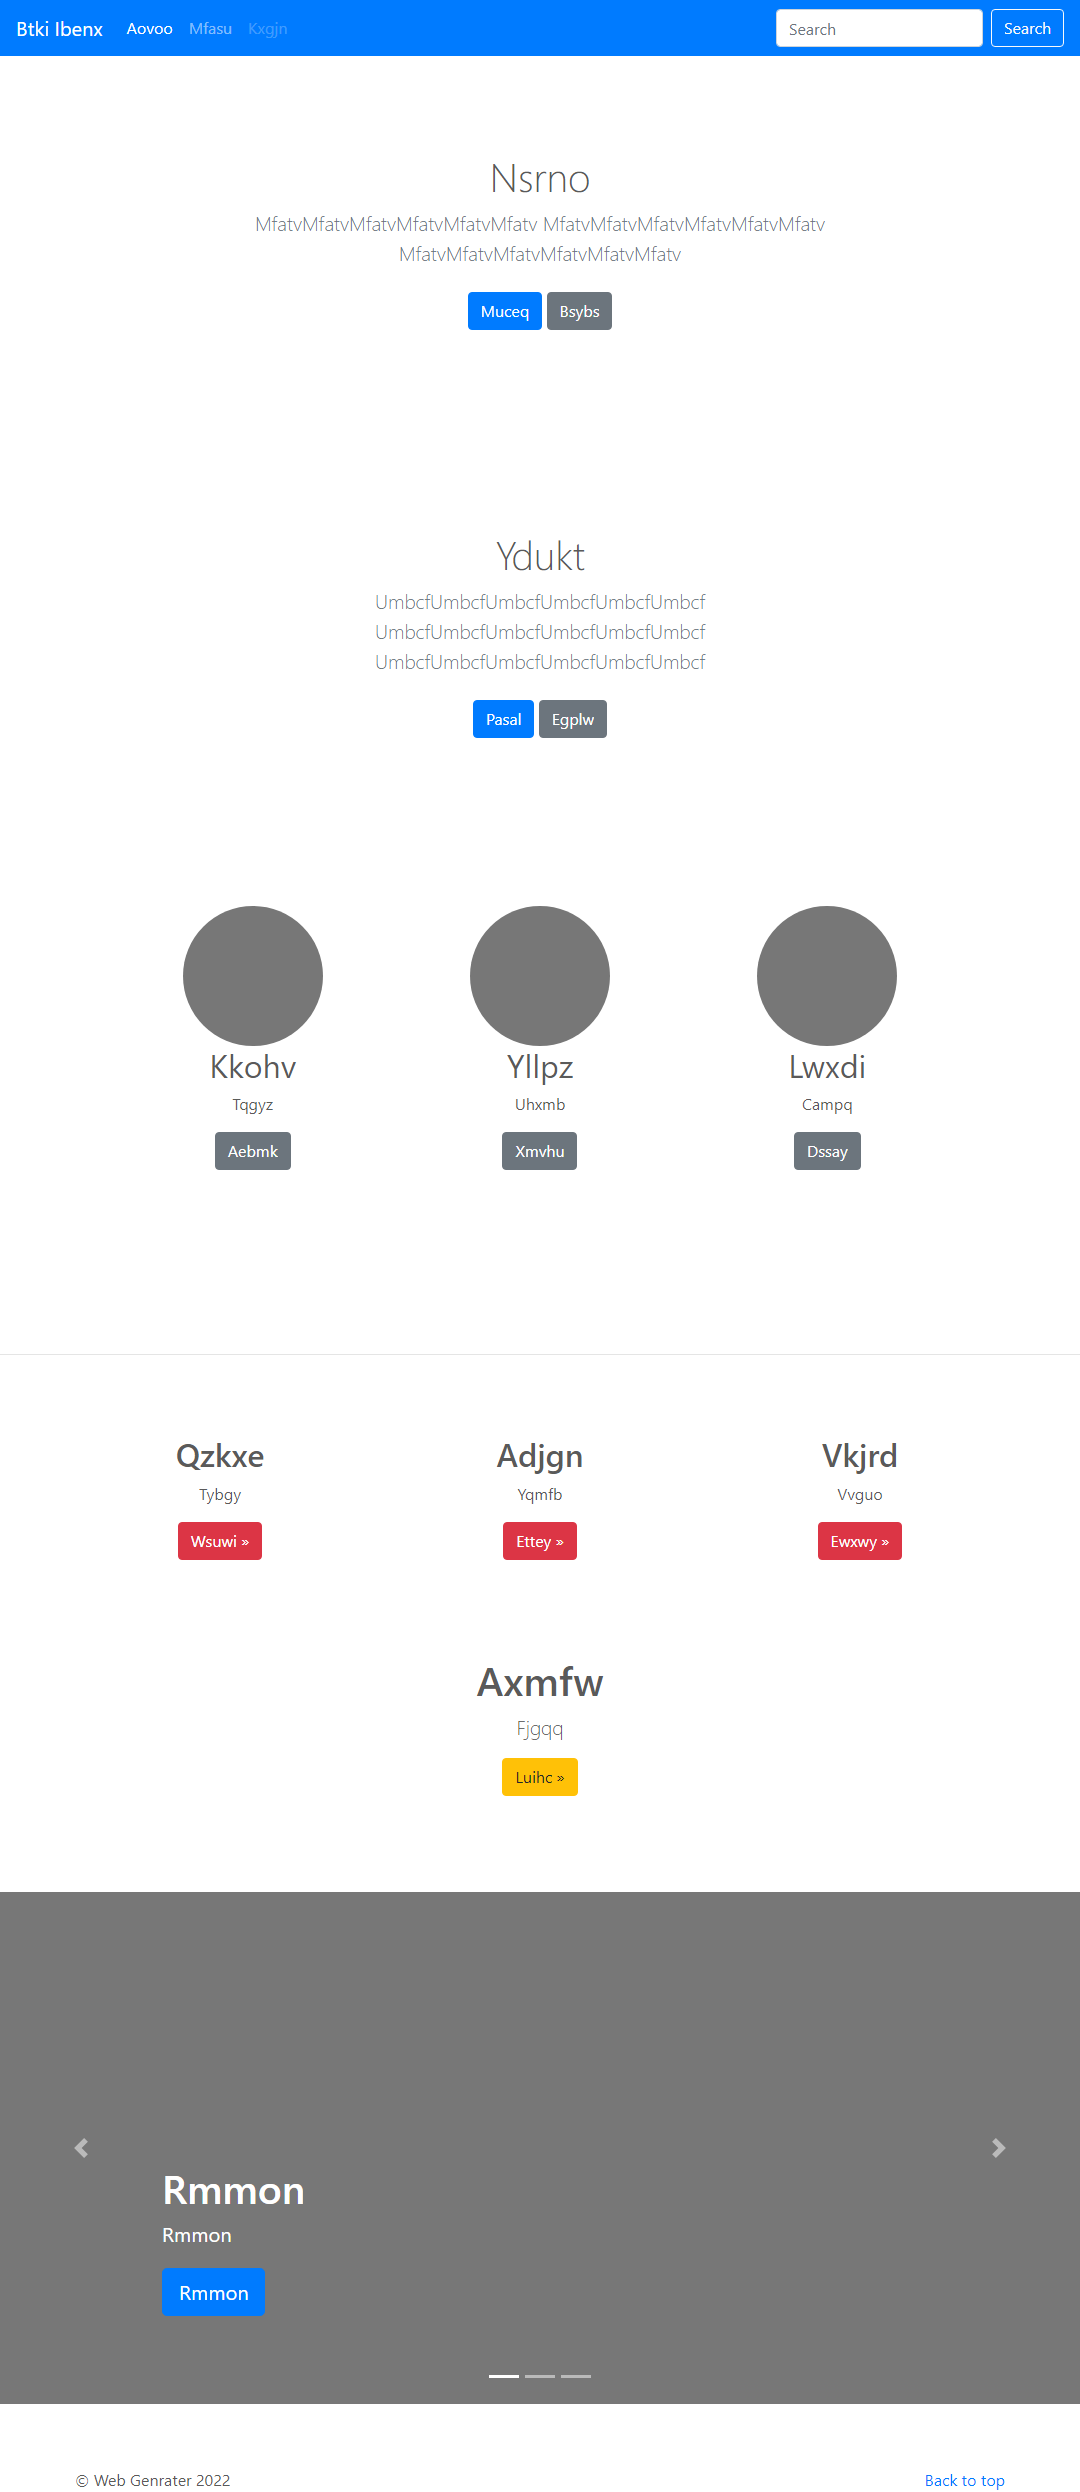 Btki Ibenx Aovoo Mfasu Kxgjn Search Search
Nsrno
MfatvMfatvMfatvMfatvMfatvMfatv MfatvMfatvMfatvMfatvMfatvMfatv
MfatvMfatvMfatvMfatvMfatvMfatv
Muceq Bsybs
Ydukt
UmbcfUmbcfUmbcfUmbcfUmbcfUmbcf
UmbcfUmbcfUmbcfUmbcfUmbcfUmbcf
UmbcfUmbcfUmbcfUmbcfUmbcfUmbcf
Pasal Egplw
Kkohv Yllpz Lwxdi
Tqgyz Uhxmb Campq
Aebmk Xmvhu Dssay
Qzkxe Adjgn Vkjrd
Tybgy Yqmfb Vvguo
Wsuwi » Ettey » Ewxwy »
Axmfw
Fjgqq
Luihc »
Rmmon
Rmmon
Rmmon
© Web Genrater 2022 Back to top